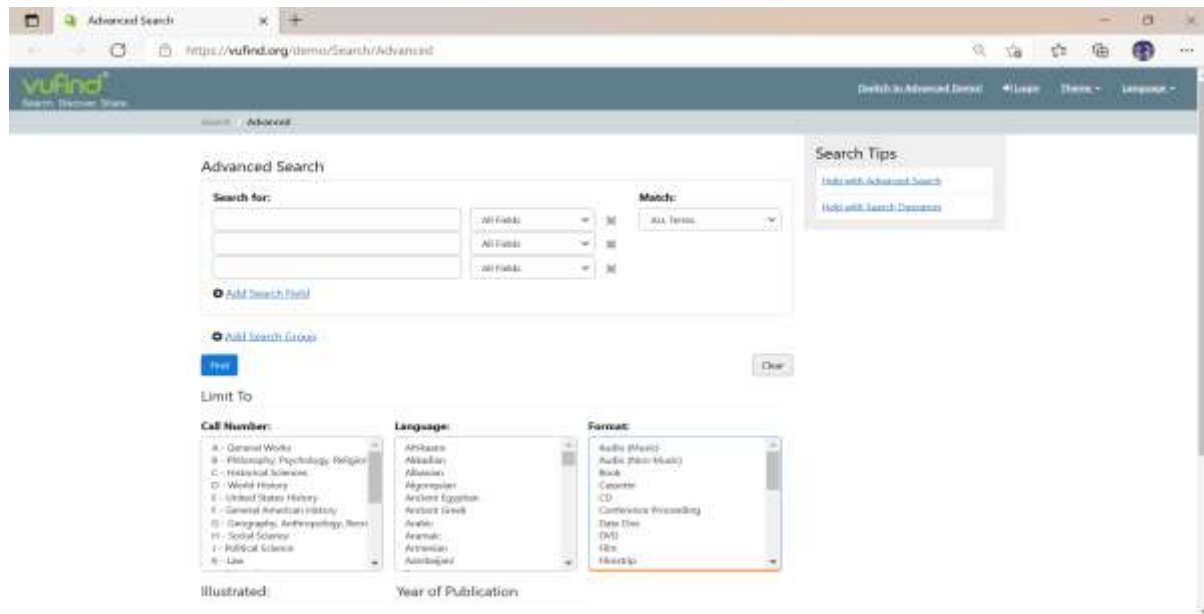 Advanced Search
https://vufind.org/demo/Search/Advanced
vufind
Search. Discover. Share.
Switch to Advanced Demo Login Theme Language
Search / Advanced
Advanced Search
Search for:
Match:
All Fields
ALL Terms
All Fields
All Fields
Add Search Field
Add Search Group
Find
Clear
Search Tips
Help with Advanced Search
Help with Search Operators
Limit To
Call Number:
A - General Works
B - Philosophy, Psychology, Religion
C - Historical Sciences
D - World History
E - United States History
F - General American History
G - Geography, Anthropology, Recr
H - Social Science
J - Political Science
K - Law
Language:
Afrikaans
Akkadian
Albanian
Algonquian
Ancient Egyptian
Ancient Greek
Arabic
Aramaic
Armenian
Azerbaijani
Format:
Audio (Music)
Audio (Non-Music)
Book
Cassette
CD
Conference Proceeding
Data Disc
DVD
Film
Filmstrip
Illustrated:
Year of Publication